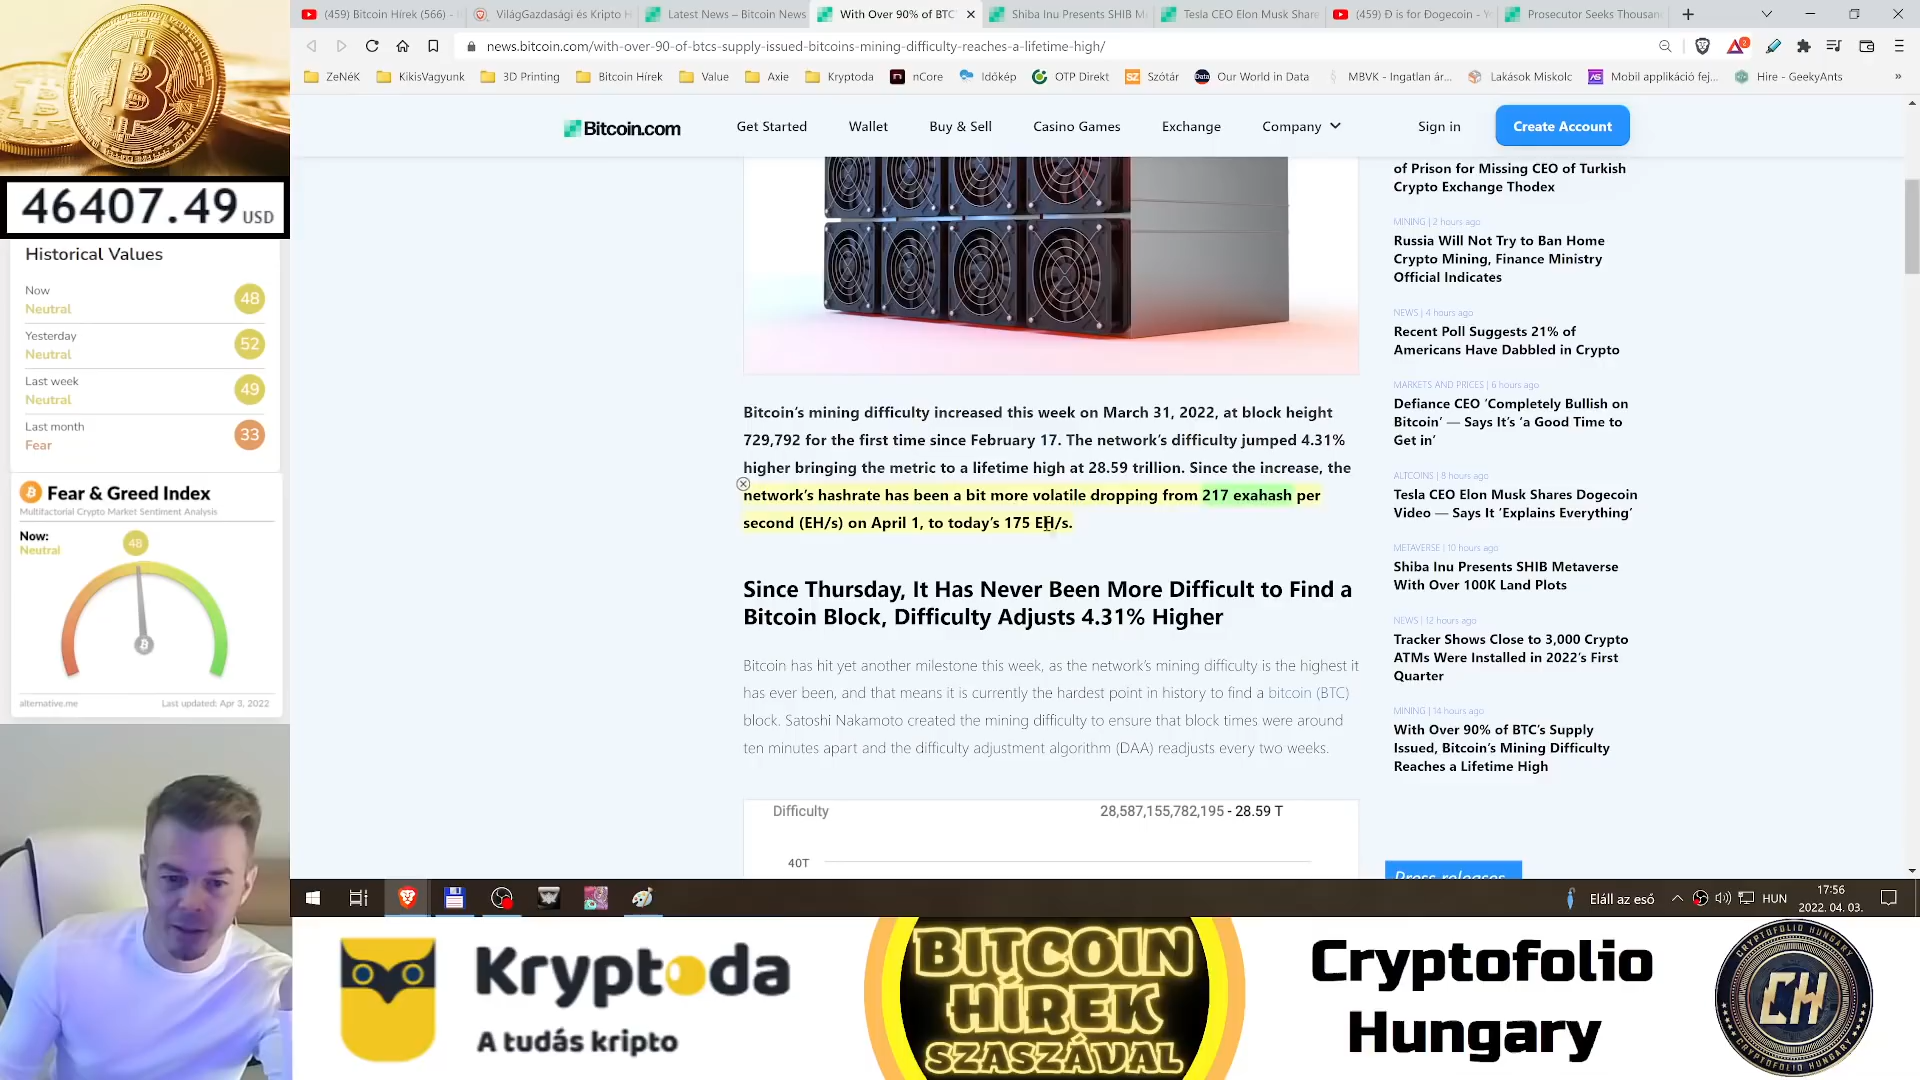 (459) Bitcoin Hírek (566) -
VilágGazdasági és Kripto H
Latest News – Bitcoin News
With Over 90% of BTC
Shiba Inu Presents SHIB M
Tesla CEO Elon Musk Share
(459) Ð is for Ðogecoin - Y
Prosecutor Seeks Thousan
news.bitcoin.com/with-over-90-of-btcs-supply-issued-bitcoins-mining-difficulty-reaches-a-lifetime-high/
2
ZeNéK
KikisVagyunk
3D Printing
Bitcoin Hírek
Value
Axie
Kryptoda
nCore
Időkép
OTP Direkt
Szótár
Our World in Data
MBVK - Ingatlan ár...
Lakások Miskolc
Mobil applikáció fej...
Hire - GeekyAnts
»
Bitcoin.com
Get Started
Wallet
Buy & Sell
Casino Games
Exchange
Company
Sign in
Create Account
46407.49 USD
Historical Values
Now
Neutral
48
Yesterday
Neutral
52
Last week
Neutral
49
Last month
Fear
33
Fear & Greed Index
Multifactorial Crypto Market Sentiment Analysis
Now:
Neutral
48
alternative.me
Last updated: Apr 3, 2022
Bitcoin's mining difficulty increased this week on March 31, 2022, at block height
729,792 for the first time since February 17. The network's difficulty jumped 4.31%
higher bringing the metric to a lifetime high at 28.59 trillion. Since the increase, the
network's hashrate has been a bit more volatile dropping from 217 exahash per
second (EH/s) on April 1, to today's 175 EH/s.
Since Thursday, It Has Never Been More Difficult to Find a
Bitcoin Block, Difficulty Adjusts 4.31% Higher
Bitcoin has hit yet another milestone this week, as the network's mining difficulty is the highest it
has ever been, and that means it is currently the hardest point in history to find a bitcoin (BTC)
block. Satoshi Nakamoto created the mining difficulty to ensure that block times were around
ten minutes apart and the difficulty adjustment algorithm (DAA) readjusts every two weeks.
Difficulty
28,587,155,782,195 - 28.59 T
40T
of Prison for Missing CEO of Turkish
Crypto Exchange Thodex
MINING | 2 hours ago
Russia Will Not Try to Ban Home
Crypto Mining, Finance Ministry
Official Indicates
NEWS | 4 hours ago
Recent Poll Suggests 21% of
Americans Have Dabbled in Crypto
MARKETS AND PRICES | 6 hours ago
Defiance CEO 'Completely Bullish on
Bitcoin' — Says It's 'a Good Time to
Get in'
ALTCOINS | 8 hours ago
Tesla CEO Elon Musk Shares Dogecoin
Video — Says It 'Explains Everything'
METAVERSE | 10 hours ago
Shiba Inu Presents SHIB Metaverse
With Over 100K Land Plots
NEWS | 12 hours ago
Tracker Shows Close to 3,000 Crypto
ATMs Were Installed in 2022's First
Quarter
MINING | 14 hours ago
With Over 90% of BTC's Supply
Issued, Bitcoin's Mining Difficulty
Reaches a Lifetime High
Press releases
Eláll az eső
HUN
17:56
2022. 04. 03.
Kryptoda
A tudás kripto
BITCOIN
HÍREK
SZASZÁVAL
Cryptofolio
Hungary
CRYPTOFOLIO HUNGARY
CH
CRYPTOFOLIO HUNGARY